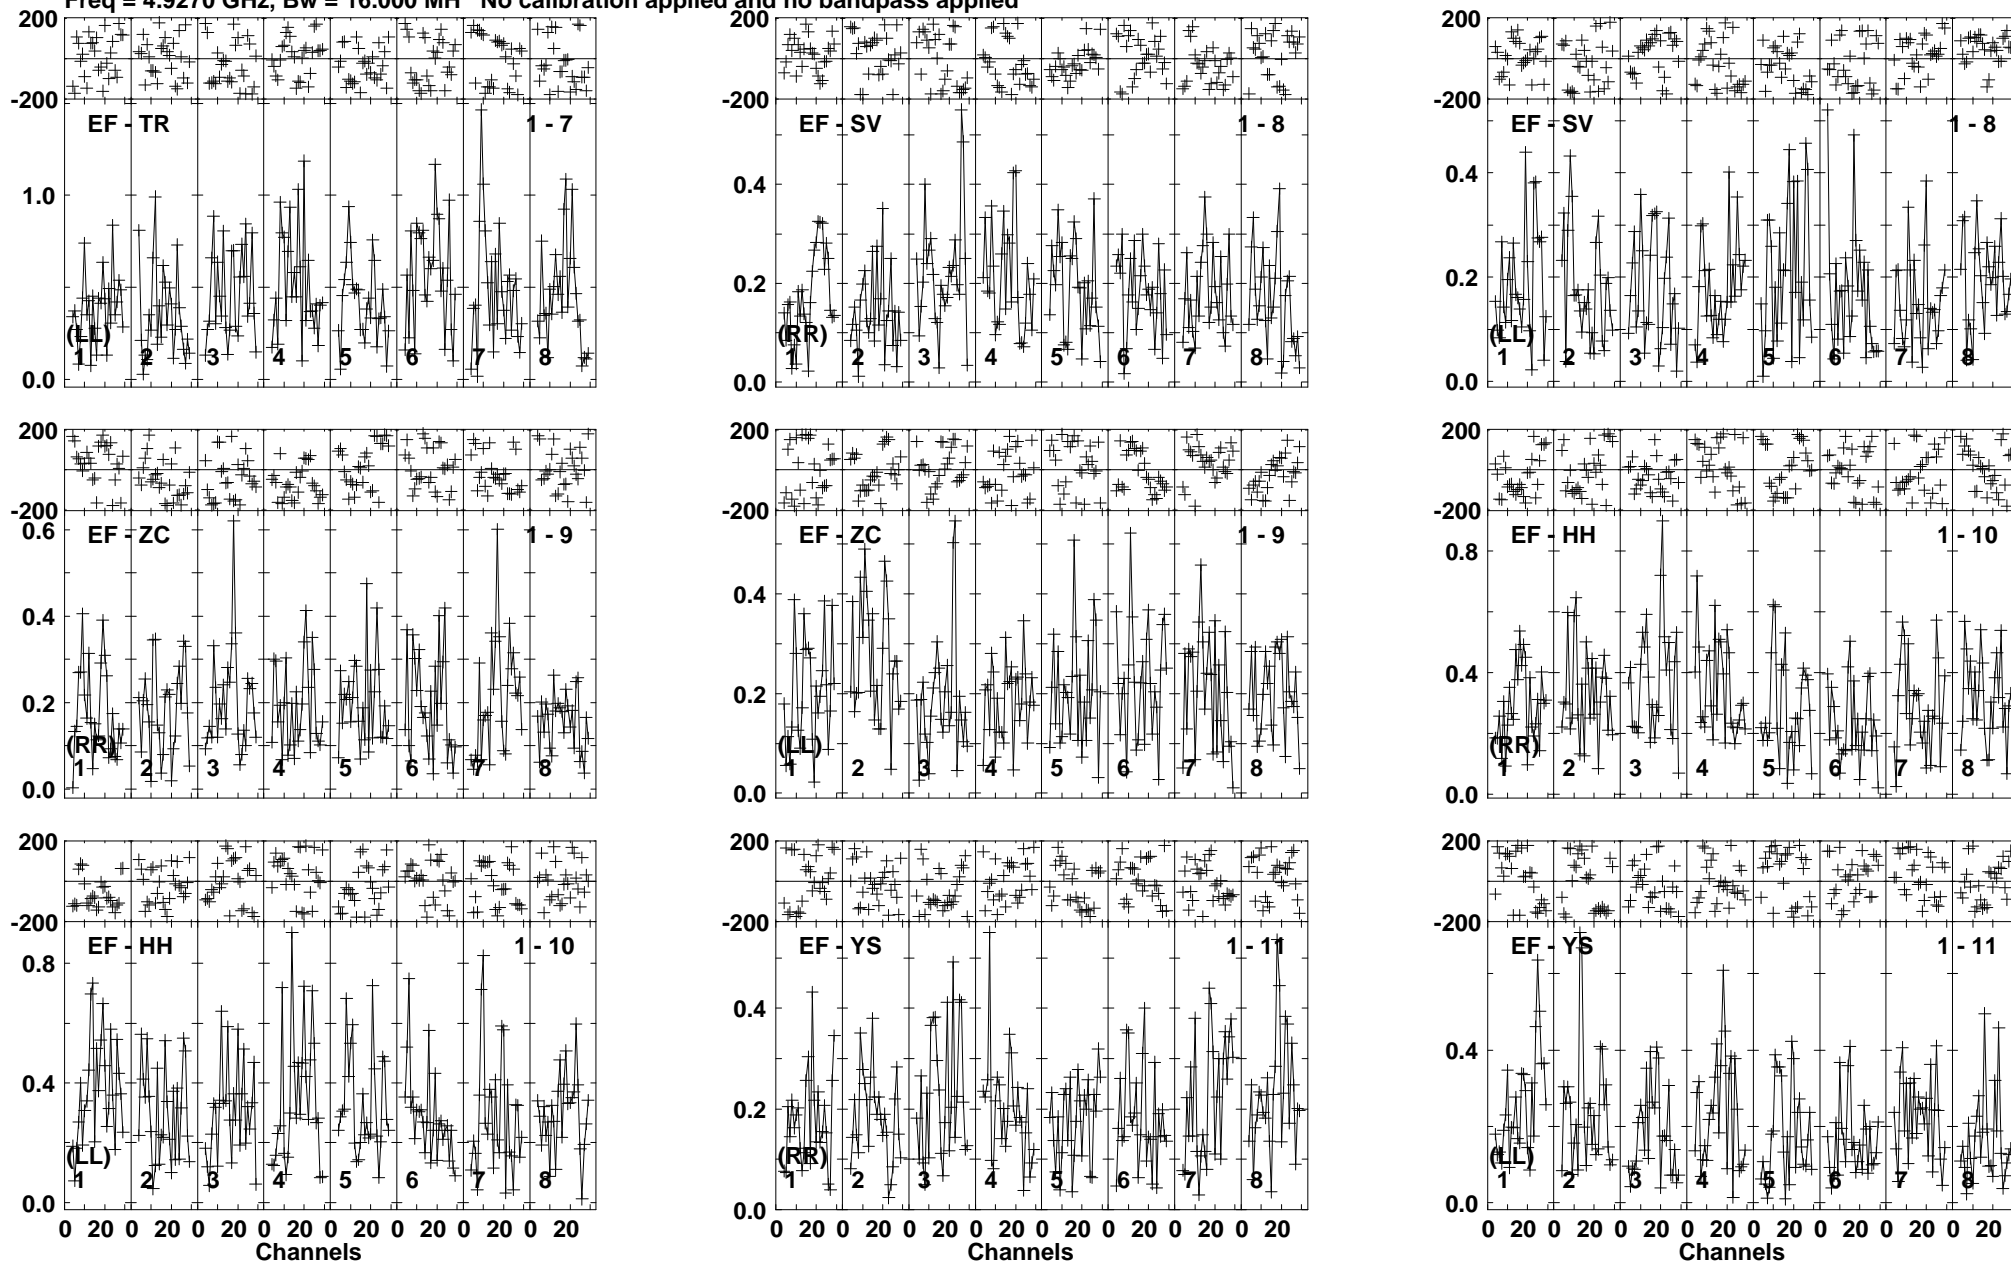 Freq = 4.9270 GHz, Bw = 16.000 MH No calibration applied and no bandpass applied
200 200 200
-200 -200 -200
EF - TR 1 - 7 EF - SV 1 - 8 EF - SV 1 - 8
1.0 0.4 0.4
0.2 0.2
(LL) (RR) (LL)
1 2 3 4 5 6 7 8 1 2 3 4 5 6 7 8 1 2 3 4 5 6 7 8
0.0 0.0 0.0
200 200 200
-200 -200 -200
EF - ZC 1 - 9 EF - ZC 1 - 9 EF - HH 1 - 10
0.6 0.8
0.4 0.4 0.4
0.2 0.2
(RR) (LL) (RR)
1 2 3 4 5 6 7 8 1 2 3 4 5 6 7 8 1 2 3 4 5 6 7 8
0.0 0.0 0.0
200 200 200
-200 -200 -200
EF - HH 1 - 10 EF - YS 1 - 11 EF - YS 1 - 11
0.8 0.4 0.4
0.4 0.2
(LL) (RR) (LL)
1 2 3 4 5 6 7 8 1 2 3 4 5 6 7 8 1 2 3 4 5 6 7 8
0.0 0.0 0.0
0 20 0 20 0 20 0 20 0 20 0 20 0 20 0 20 0 20 0 20 0 20 0 20 0 20 0 20 0 20 0 20 0 20 0 20 0 20 0 20 0 20 0 20 0 20 0 20
Channels Channels